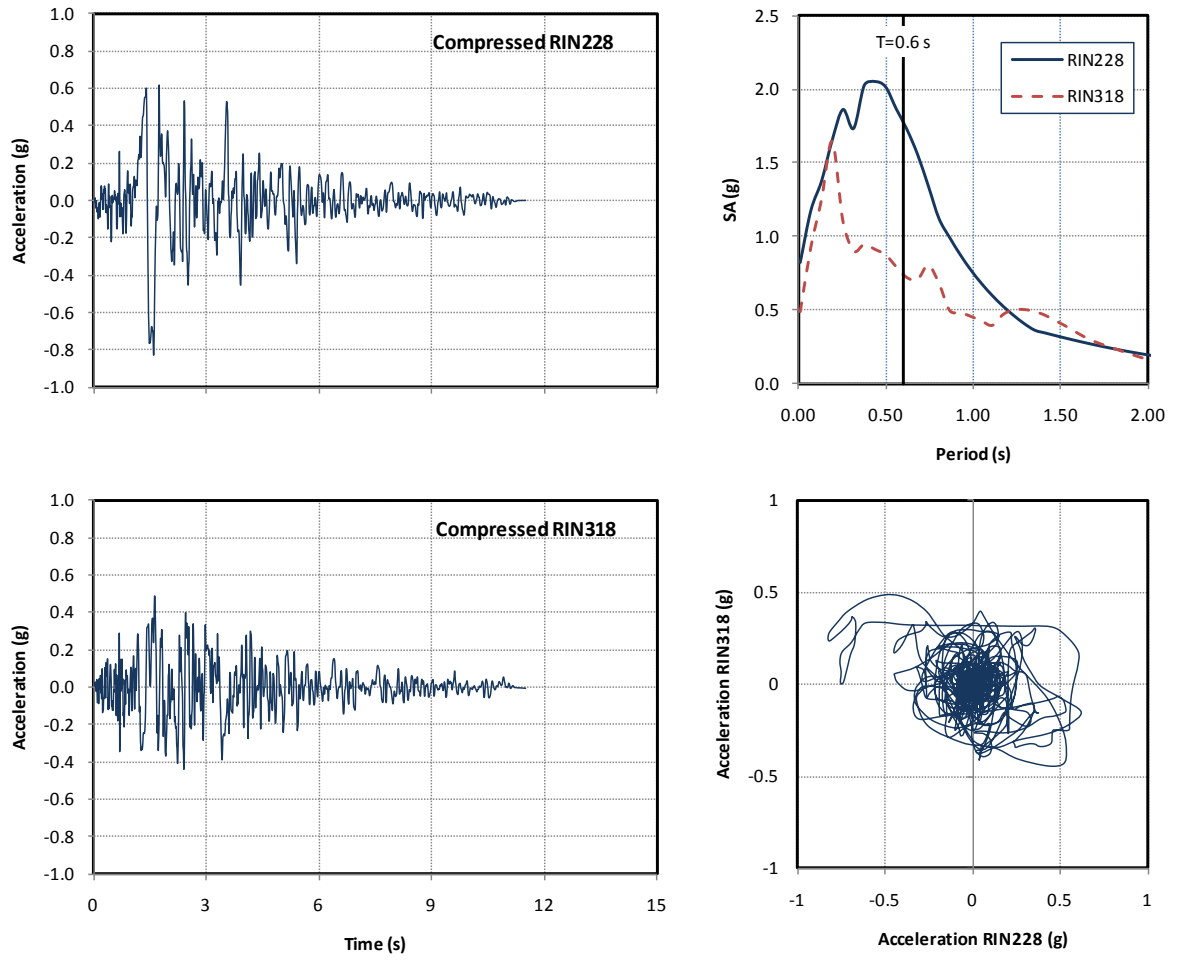 Compressed RIN228
1.0
0.8
0.6
0.4
0.2
0.0
-0.2
-0.4
-0.6
-0.8
-1.0
Acceleration (g)
2.5
2.0
1.5
1.0
0.5
0.0
SA (g)
T=0.6 s
RIN228
RIN318
0.00 0.50 1.00 1.50 2.00
Period (s)
Compressed RIN318
1.0
0.8
0.6
0.4
0.2
0.0
-0.2
-0.4
-0.6
-0.8
-1.0
Acceleration (g)
0 3 6 9 12 15
Time (s)
1
0.5
0
-0.5
-1
Acceleration RIN318 (g)
-1 -0.5 0 0.5 1
Acceleration RIN228 (g)